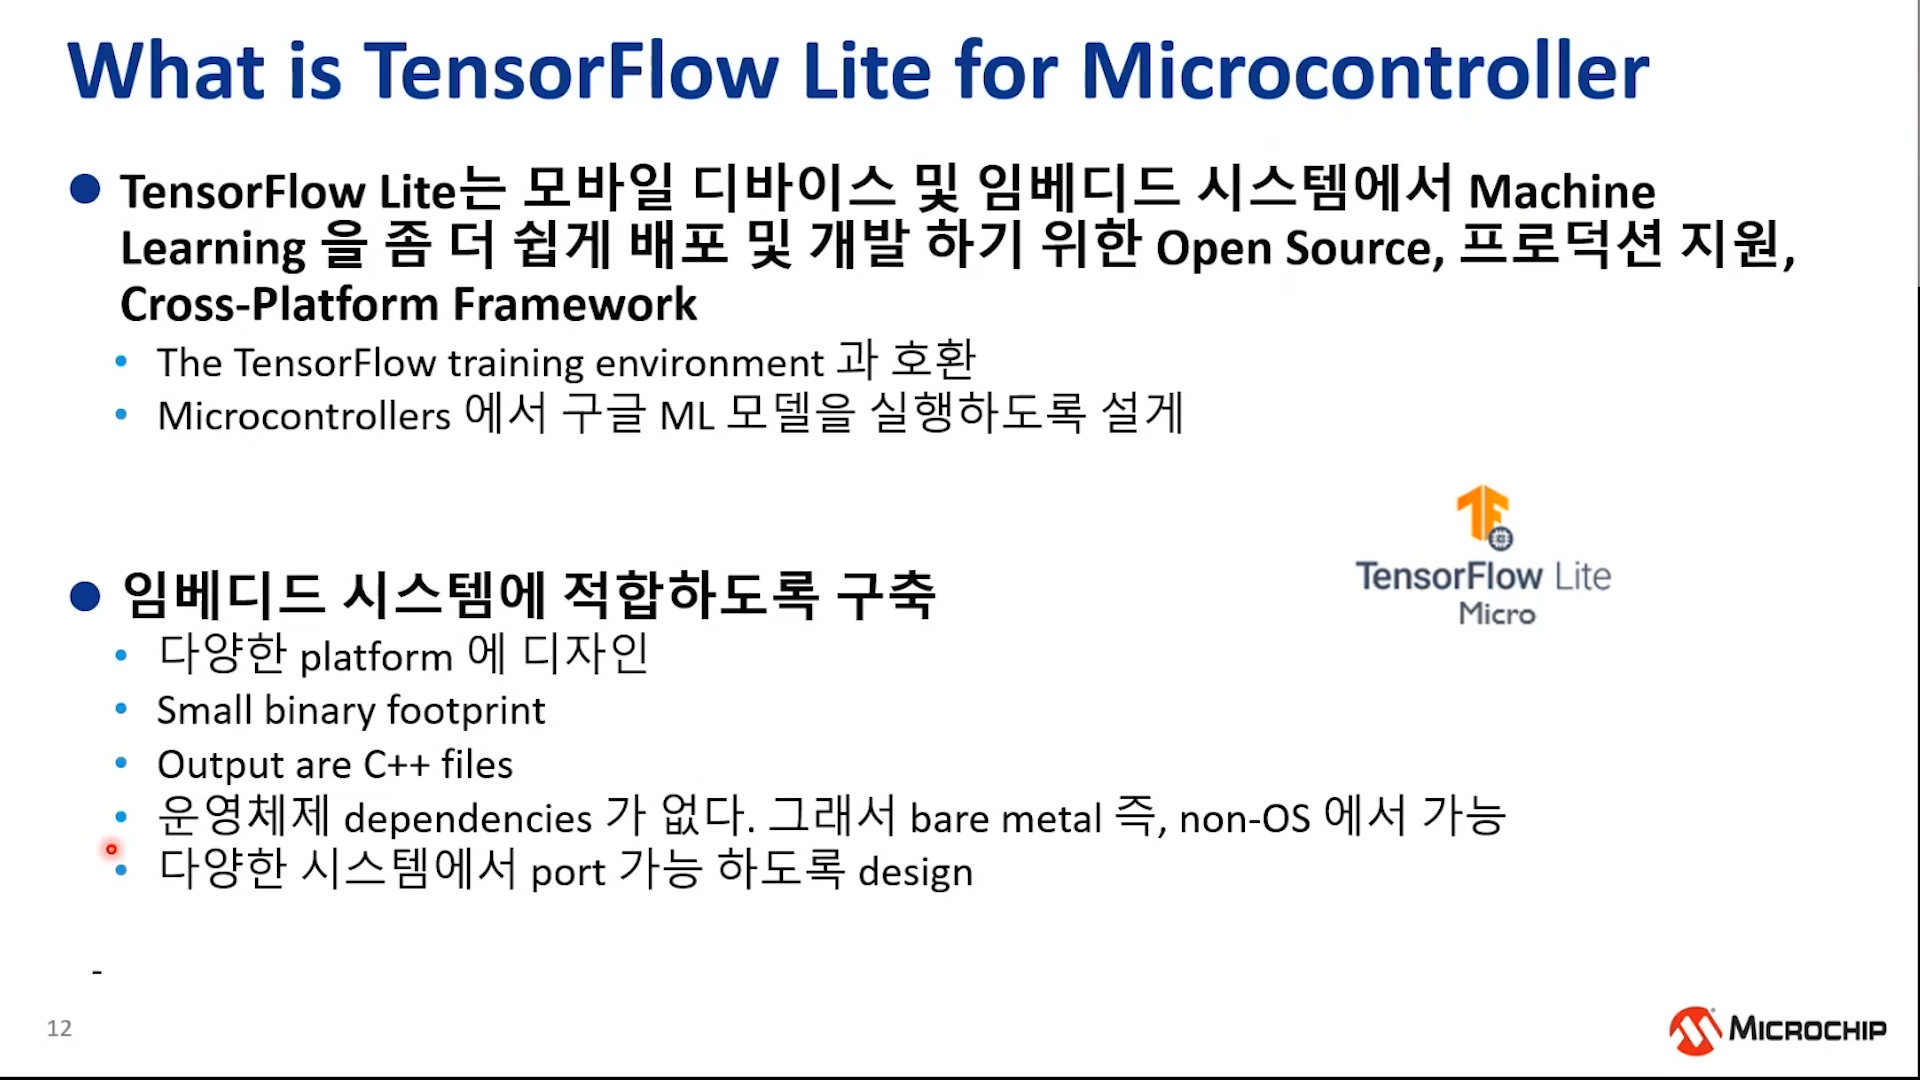 What is TensorFlow Lite for Microcontroller
TensorFlow Lite는 모바일 디바이스 및 임베디드 시스템에서 Machine
Learning 을 좀 더 쉽게 배포 및 개발 하기 위한 Open Source, 프로덕션 지원,
Cross-Platform Framework
The TensorFlow training environment 과 호환
Microcontrollers 에서 구글 ML 모델을 실행하도록 설게
TensorFlow Lite
Micro
임베디드 시스템에 적합하도록 구축
다양한 platform 에 디자인
Small binary footprint
Output are C++ files
운영체제 dependencies 가 없다. 그래서 bare metal 즉, non-OS 에서 가능
다양한 시스템에서 port 가능 하도록 design
-
12
MICROCHIP